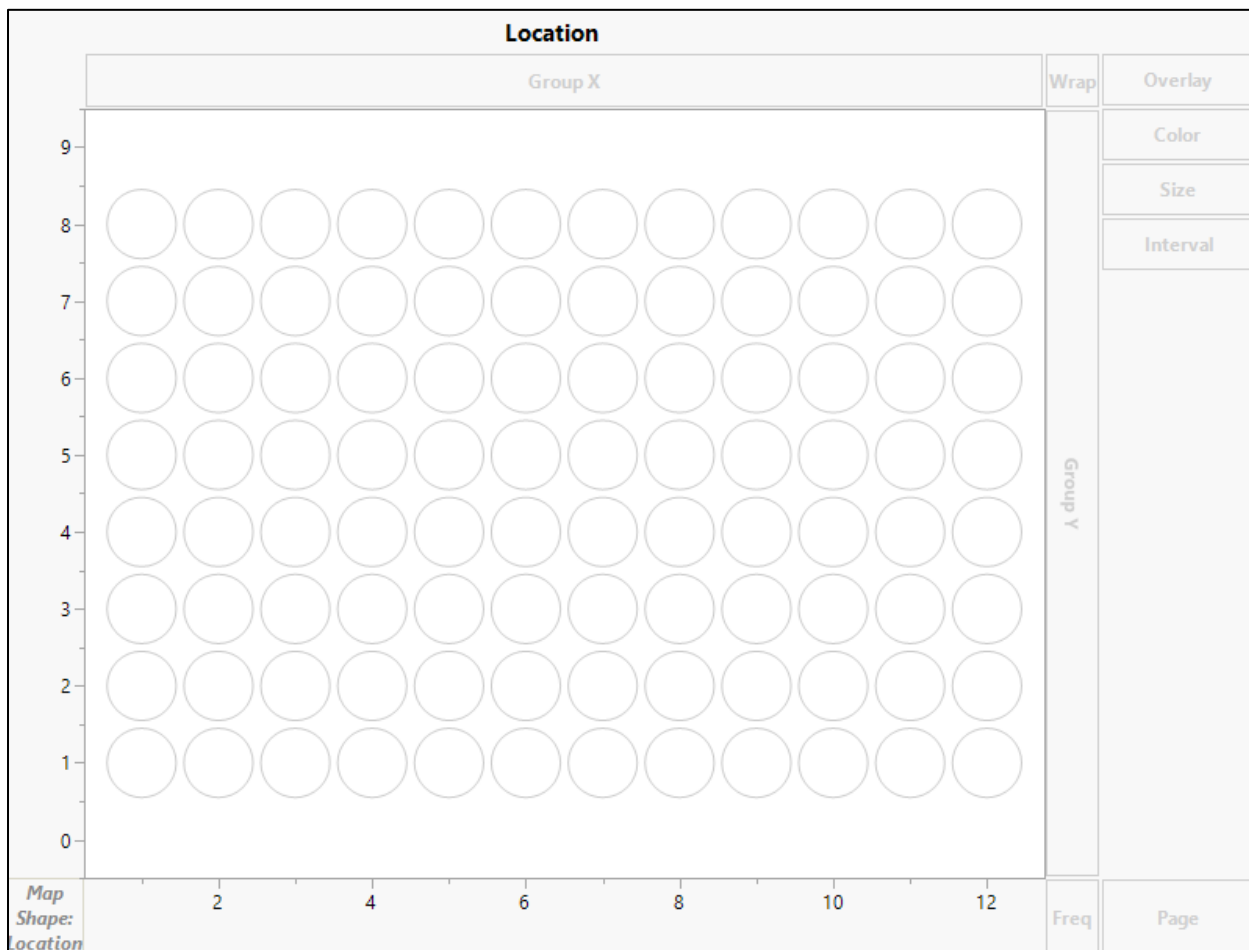 Location
Group X
Wrap
Overlay
Color
Size
Interval
9
8
7
6
5
4
3
2
1
0
Group Y
2
4
6
8
10
12
Map
Shape:
Location
Freq
Page